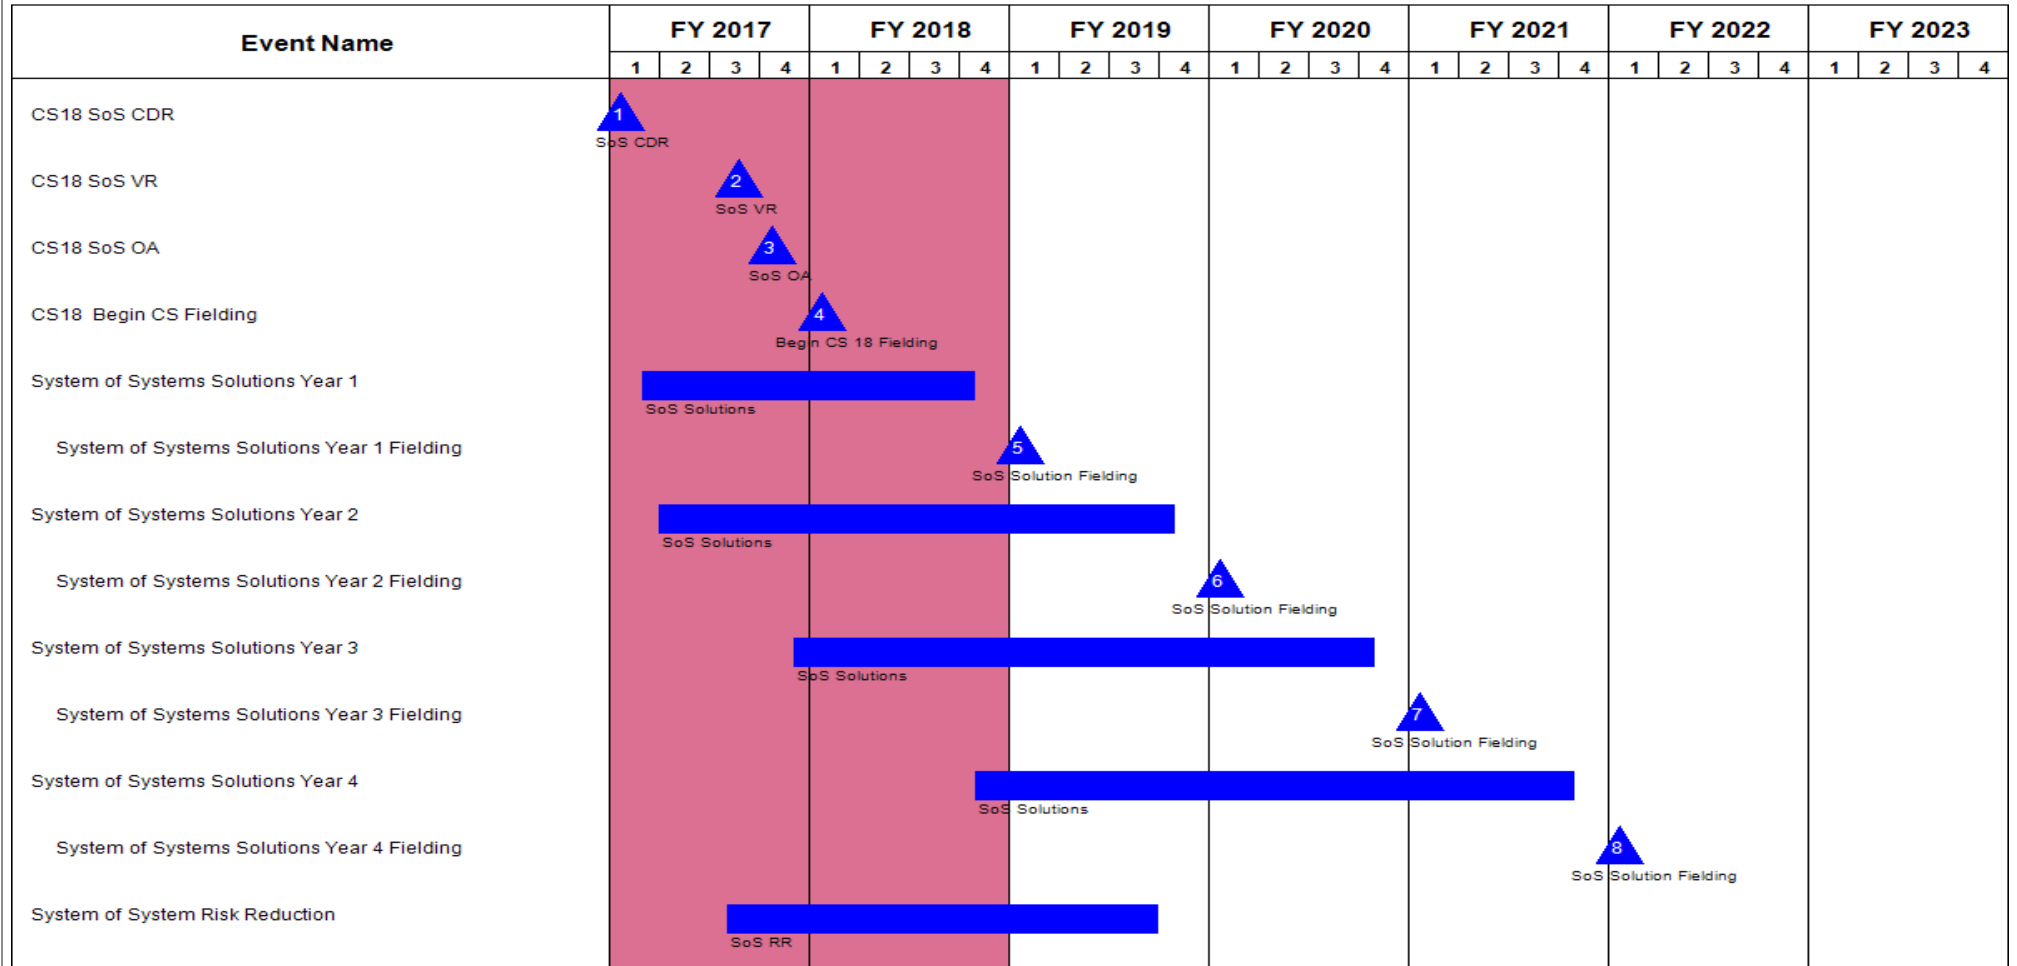 Event Name FY 2017 FY 2018 FY 2019 FY 2020 FY 2021 FY 2022 FY 2023
1 2 3 4 1 2 3 4 1 2 3 4 1 2 3 4 1 2 3 4 1 2 3 4 1 2 3 4
CS18 SoS CDR 1
SoS CDR
CS18 SoS VR 2
SoS VR
CS18 SoS OA 3
SoS OA
CS18 Begin CS Fielding 4
Begin CS 18 Fielding
System of Systems Solutions Year 1
SoS Solutions
System of Systems Solutions Year 1 Fielding 5
SoS Solution Fielding
System of Systems Solutions Year 2
SoS Solutions
System of Systems Solutions Year 2 Fielding 6
SoS Solution Fielding
System of Systems Solutions Year 3
SoS Solutions
System of Systems Solutions Year 3 Fielding 7
SoS Solution Fielding
System of Systems Solutions Year 4
SoS Solutions
System of Systems Solutions Year 4 Fielding 8
SoS Solution Fielding
System of System Risk Reduction
SoS RR